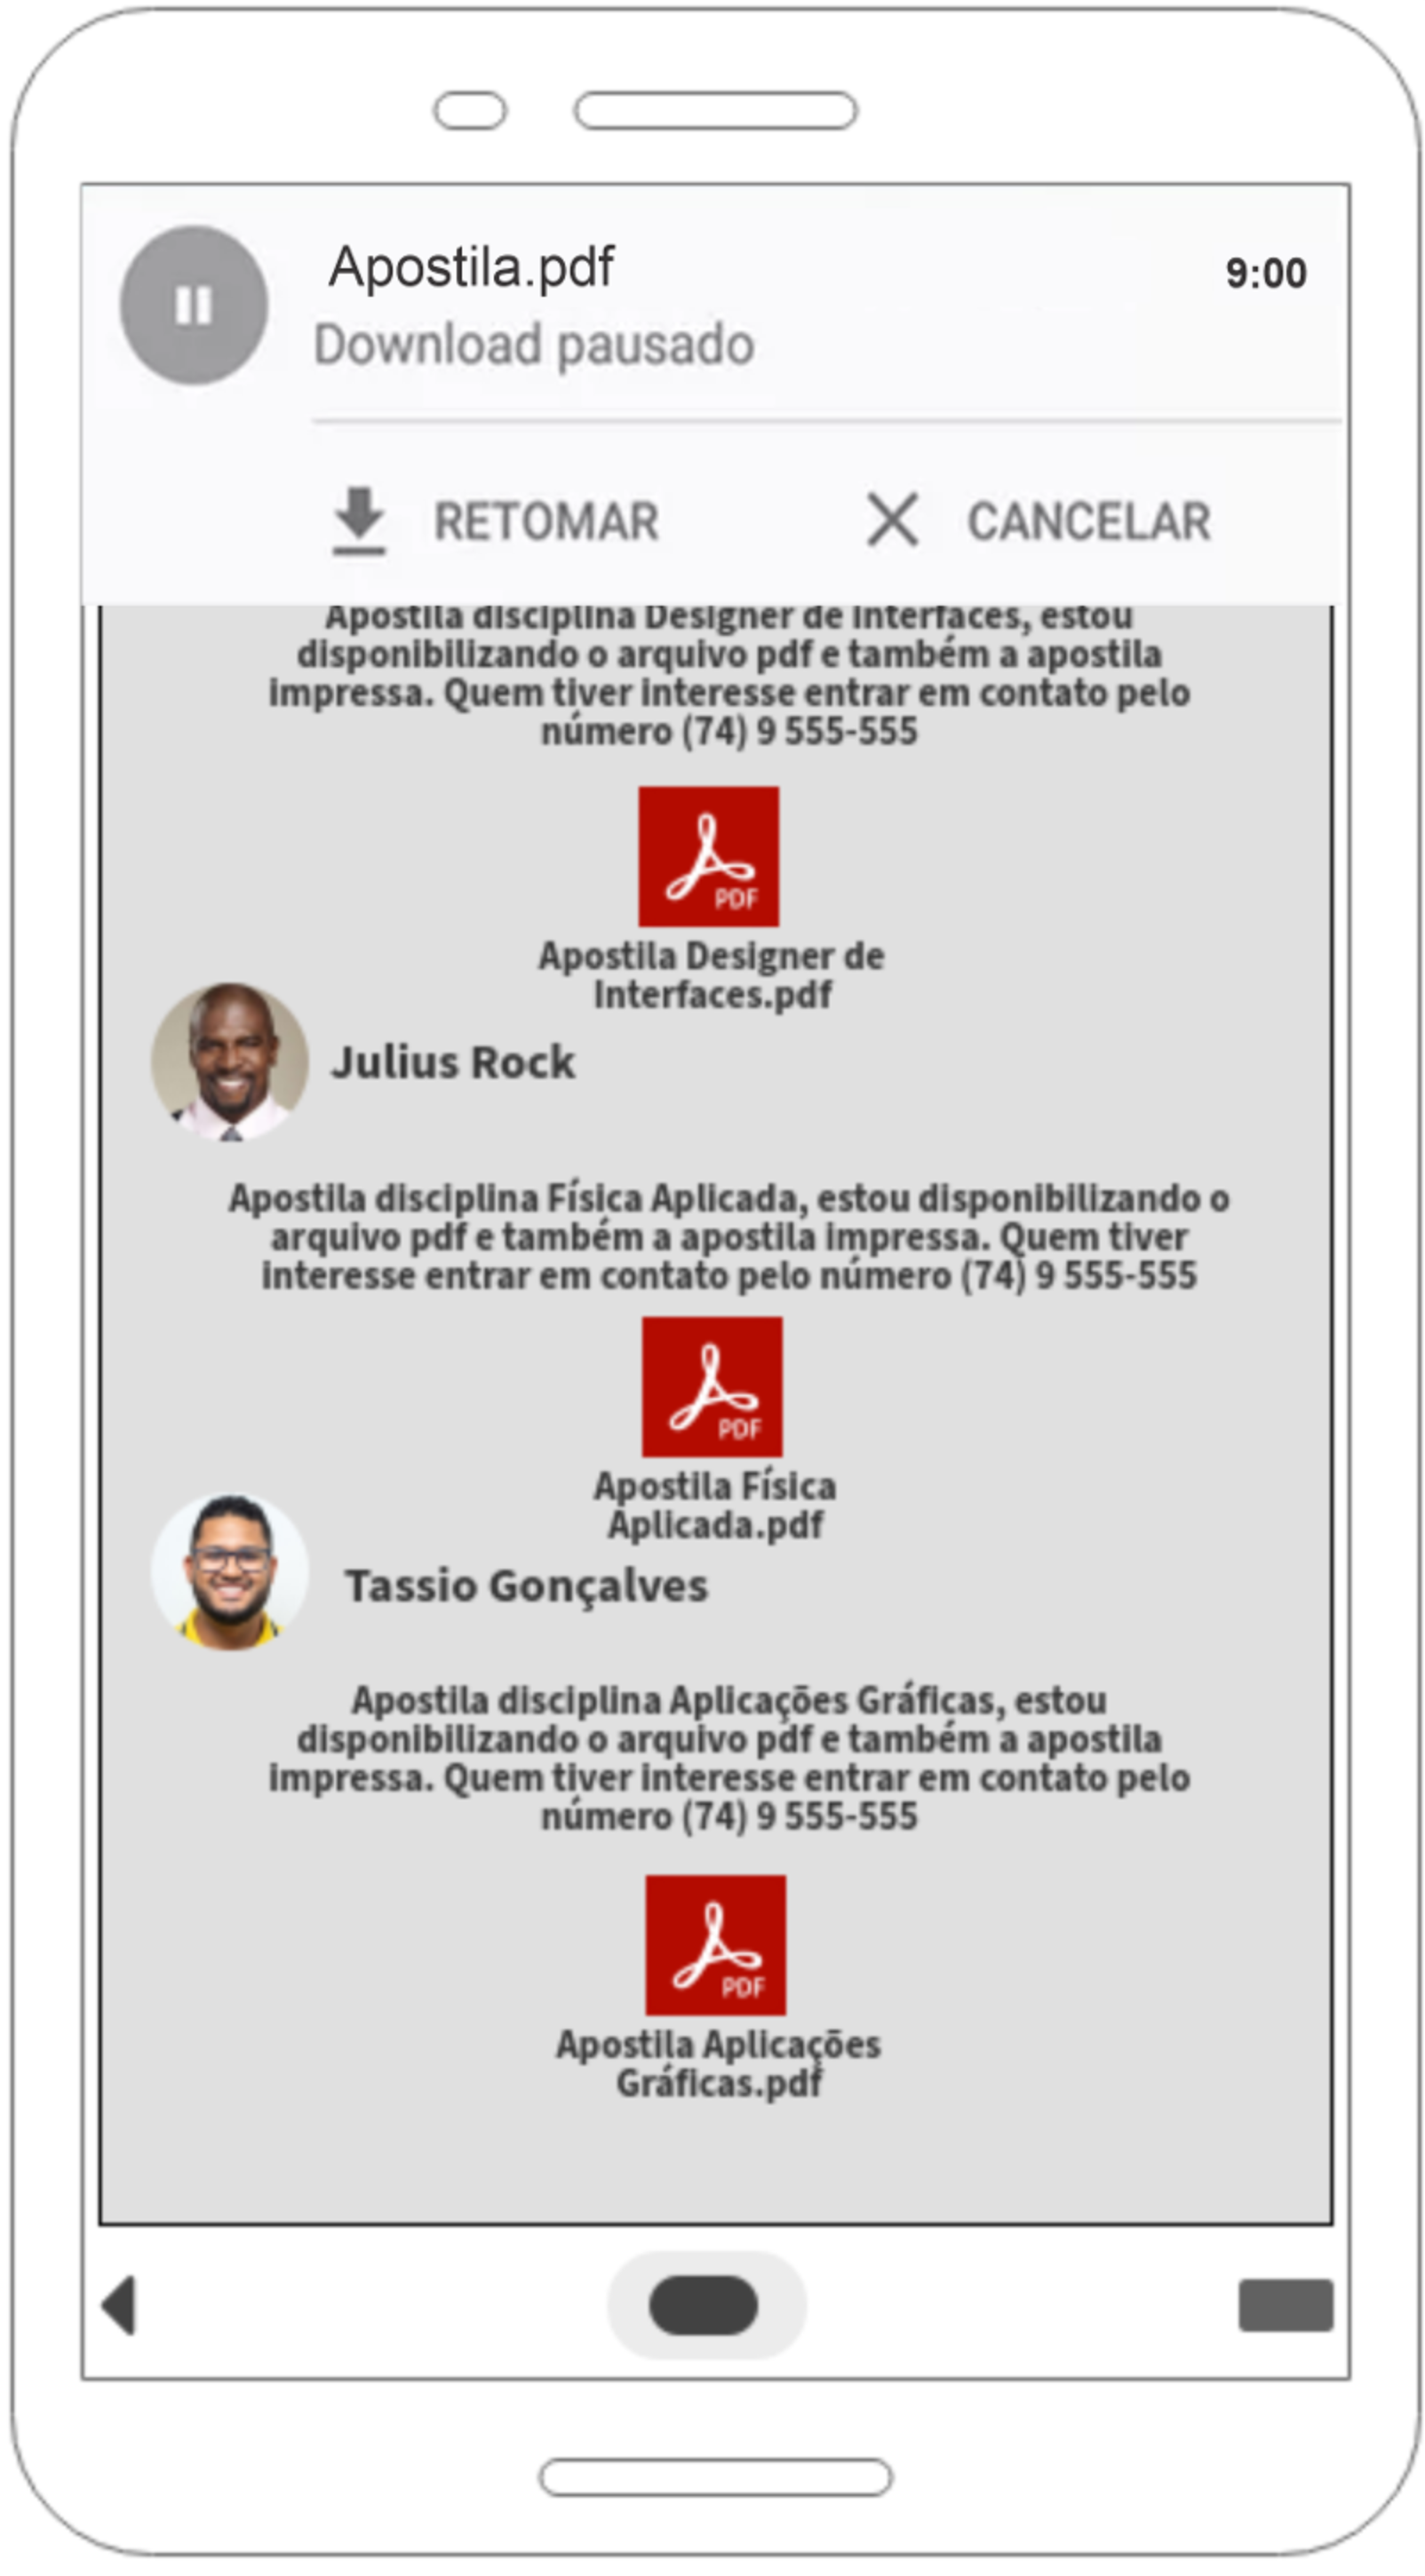 Apostila.pdf
9:00
Download pausado
RETOMAR
CANCELAR
Apostila disciplina Designer de Interfaces, estou
disponibilizando o arquivo pdf e também a apostila
impressa. Quem tiver interesse entrar em contato pelo
número (74) 9 555-555
PDF
Apostila Designer de
Interfaces.pdf
Julius Rock
Apostila disciplina Física Aplicada, estou disponibilizando o
arquivo pdf e também a apostila impressa. Quem tiver
interesse entrar em contato pelo número (74) 9 555-555
PDF
Apostila Física
Aplicada.pdf
Tassio Gonçalves
Apostila disciplina Aplicações Gráficas, estou
disponibilizando o arquivo pdf e também a apostila
impressa. Quem tiver interesse entrar em contato pelo
número (74) 9 555-555
PDF
Apostila Aplicações
Gráficas.pdf